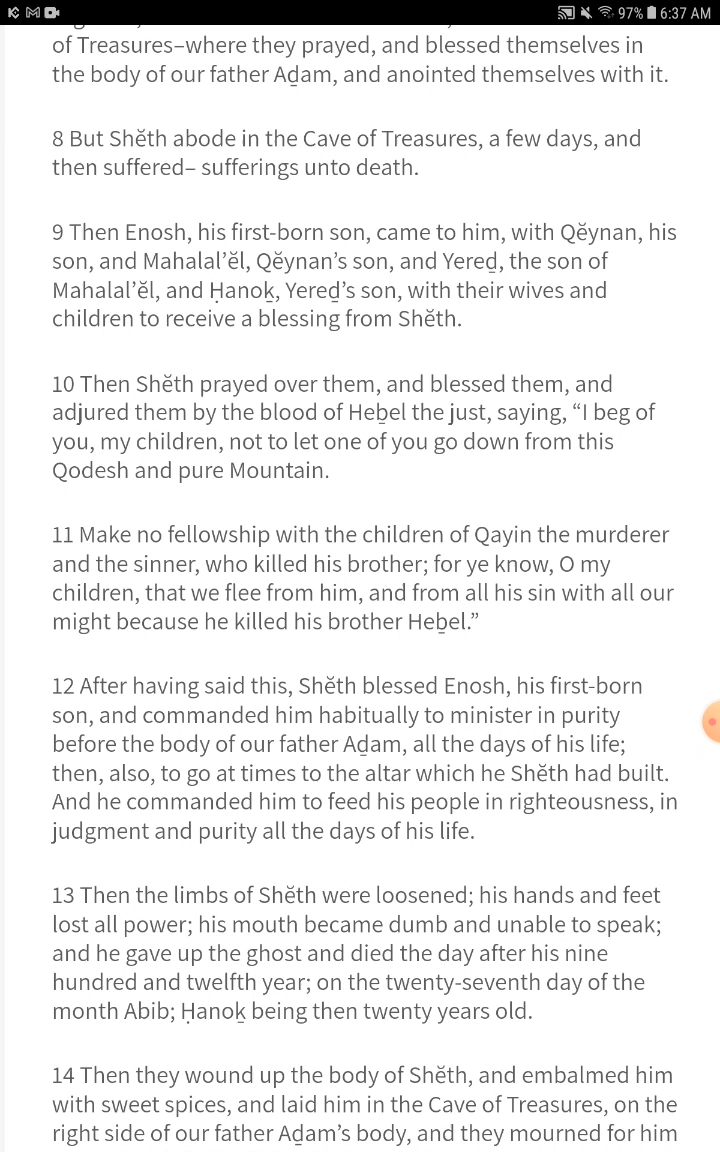 97% 6:37 AM
of Treasures–where they prayed, and blessed themselves in
the body of our father Aḏam, and anointed themselves with it.
8 But Shĕth abode in the Cave of Treasures, a few days, and
then suffered– sufferings unto death.
9 Then Enosh, his first-born son, came to him, with Qĕynan, his
son, and Mahalal’ĕl, Qĕynan’s son, and Yereḏ, the son of
Mahalal’ĕl, and Ḥanoḵ, Yereḏ’s son, with their wives and
children to receive a blessing from Shĕth.
10 Then Shĕth prayed over them, and blessed them, and
adjured them by the blood of Heḇel the just, saying, “I beg of
you, my children, not to let one of you go down from this
Qodesh and pure Mountain.
11 Make no fellowship with the children of Qayin the murderer
and the sinner, who killed his brother; for ye know, O my
children, that we flee from him, and from all his sin with all our
might because he killed his brother Heḇel.”
12 After having said this, Shĕth blessed Enosh, his first-born
son, and commanded him habitually to minister in purity
before the body of our father Aḏam, all the days of his life;
then, also, to go at times to the altar which he Shĕth had built.
And he commanded him to feed his people in righteousness, in
judgment and purity all the days of his life.
13 Then the limbs of Shĕth were loosened; his hands and feet
lost all power; his mouth became dumb and unable to speak;
and he gave up the ghost and died the day after his nine
hundred and twelfth year; on the twenty-seventh day of the
month Abib; Ḥanoḵ being then twenty years old.
14 Then they wound up the body of Shĕth, and embalmed him
with sweet spices, and laid him in the Cave of Treasures, on the
right side of our father Aḏam’s body, and they mourned for him